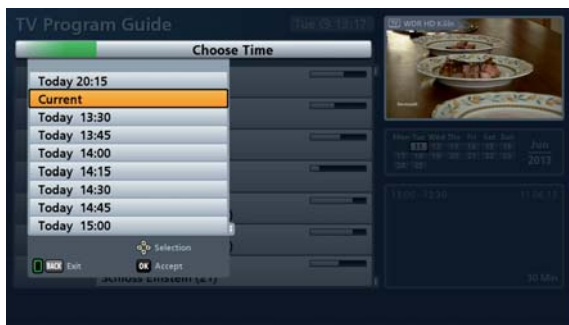 TV Program Guide
Choose Time
Today 20:15
Current
Today 13:30
Today 13:45
Today 14:00
Today 14:15
Today 14:30
Today 14:45
Today 15:00
Selection
BACK Exit
OK Accept
Schloss Einstein (21)
WDR HD Köln
Jun
2013
30 Min